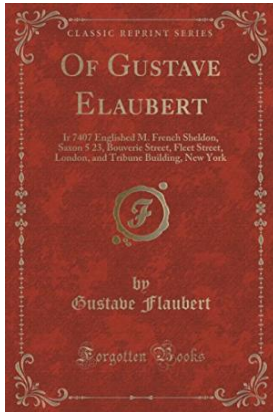 CLASSIC REPRINT SERIES
OF GUSTAVE
ELAUBERT
Ir 7407 Englished M. French Sheldon,
Saxon 5 23, Bouverie Street, Fleet Street,
London, and Tribune Building, New York
F
by
Gustave Flaubert
Forgotten Books